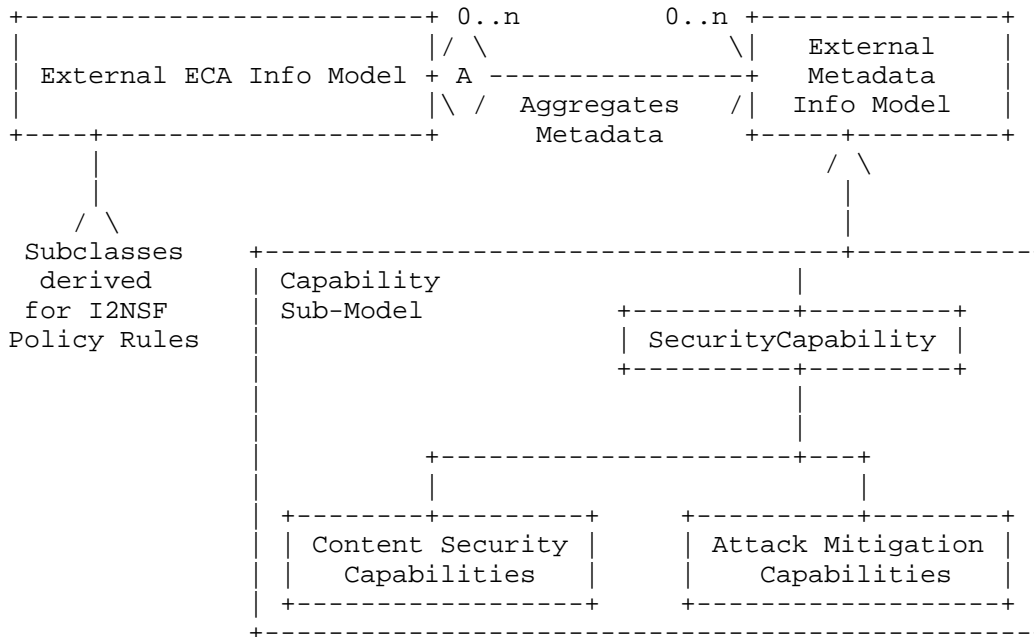 0..n 0..n
External
External ECA Info Model A Metadata
Aggregates Info Model
Metadata
Subclasses
derived Capability
for I2NSF Sub-Model
Policy Rules SecurityCapability
Content Security Attack Mitigation
Capabilities Capabilities